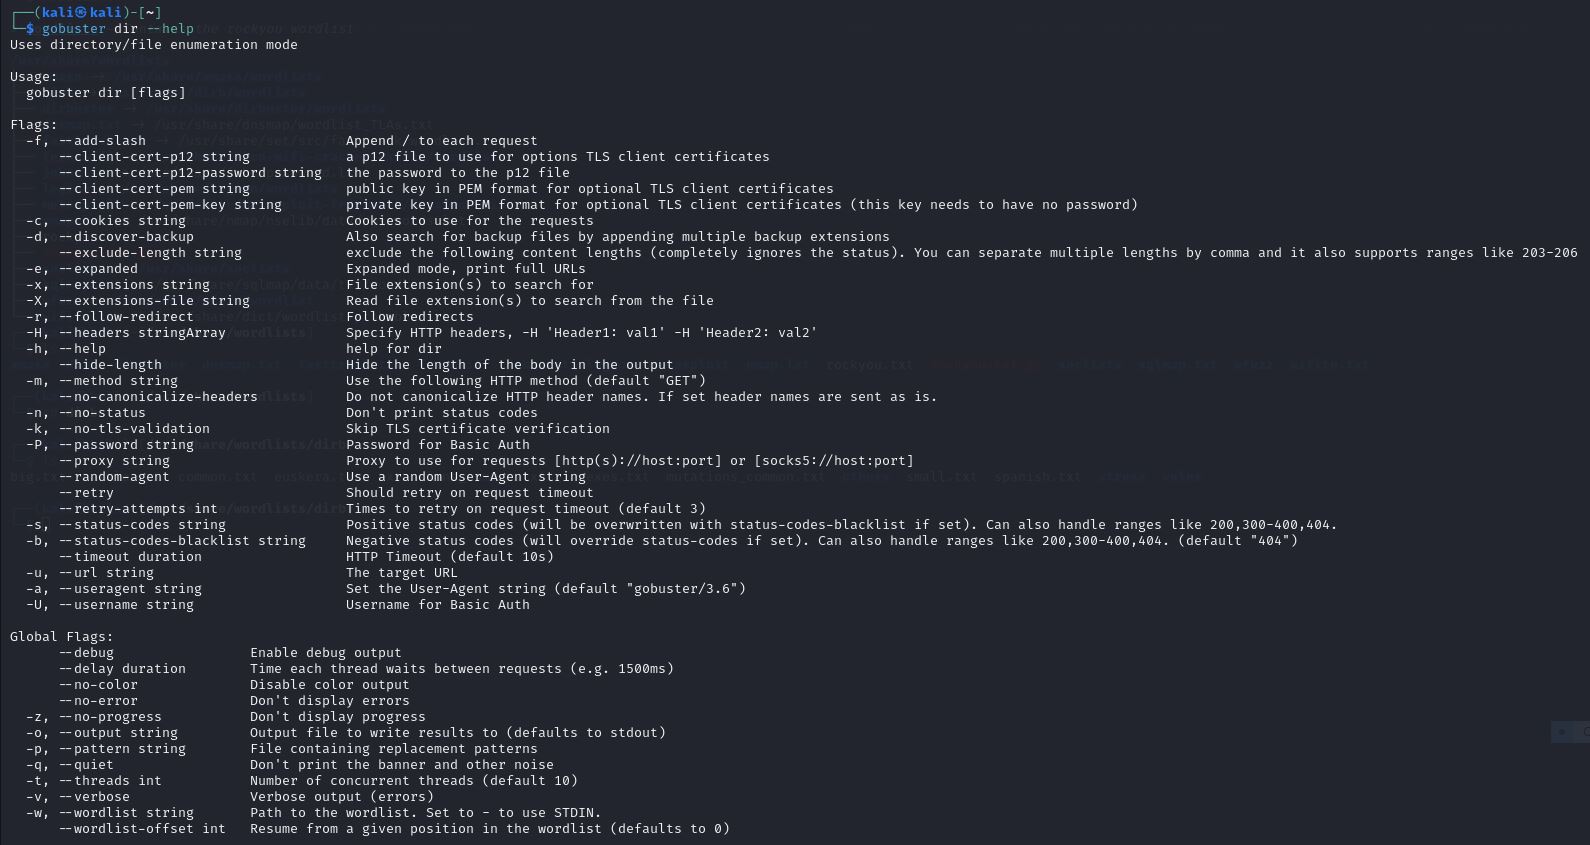 ┌──(kali㉿kali)-[~]
└─$ gobuster dir --help
Uses directory/file enumeration mode

Usage:
  gobuster dir [flags]

Flags:
  -f, --add-slash                         Append / to each request
      --client-cert-p12 string            a p12 file to use for options TLS client certificates
      --client-cert-p12-password string   the password to the p12 file
      --client-cert-pem string            public key in PEM format for optional TLS client certificates
      --client-cert-pem-key string        private key in PEM format for optional TLS client certificates (this key needs to have no password)
  -c, --cookies string                    Cookies to use for the requests
  -d, --discover-backup                   Also search for backup files by appending multiple backup extensions
      --exclude-length string             exclude the following content lengths (completely ignores the status). You can separate multiple lengths by comma and it also supports ranges like 203-206
  -e, --expanded                          Expanded mode, print full URLs
  -x, --extensions string                 File extension(s) to search for
  -X, --extensions-file string            Read file extension(s) to search from the file
  -r, --follow-redirect                   Follow redirects
  -H, --headers stringArray               Specify HTTP headers, -H 'Header1: val1' -H 'Header2: val2'
  -h, --help                              help for dir
      --hide-length                       Hide the length of the body in the output
  -m, --method string                     Use the following HTTP method (default "GET")
      --no-canonicalize-headers           Do not canonicalize HTTP header names. If set header names are sent as is.
  -n, --no-status                         Don't print status codes
  -k, --no-tls-validation                 Skip TLS certificate verification
  -P, --password string                   Password for Basic Auth
      --proxy string                      Proxy to use for requests [http(s)://host:port] or [socks5://host:port]
      --random-agent                      Use a random User-Agent string
      --retry                             Should retry on request timeout
      --retry-attempts int                Times to retry on request timeout (default 3)
  -s, --status-codes string               Positive status codes (will be overwritten with status-codes-blacklist if set). Can also handle ranges like 200,300-400,404.
  -b, --status-codes-blacklist string     Negative status codes (will override status-codes if set). Can also handle ranges like 200,300-400,404. (default "404")
      --timeout duration                  HTTP Timeout (default 10s)
  -u, --url string                        The target URL
  -a, --useragent string                  Set the User-Agent string (default "gobuster/3.6")
  -U, --username string                   Username for Basic Auth

Global Flags:
      --debug                 Enable debug output
      --delay duration        Time each thread waits between requests (e.g. 1500ms)
      --no-color              Disable color output
      --no-error              Don't display errors
  -z, --no-progress           Don't display progress
  -o, --output string         Output file to write results to (defaults to stdout)
  -p, --pattern string        File containing replacement patterns
  -q, --quiet                 Don't print the banner and other noise
  -t, --threads int           Number of concurrent threads (default 10)
  -v, --verbose               Verbose output (errors)
  -w, --wordlist string       Path to the wordlist. Set to - to use STDIN.
      --wordlist-offset int   Resume from a given position in the wordlist (defaults to 0)